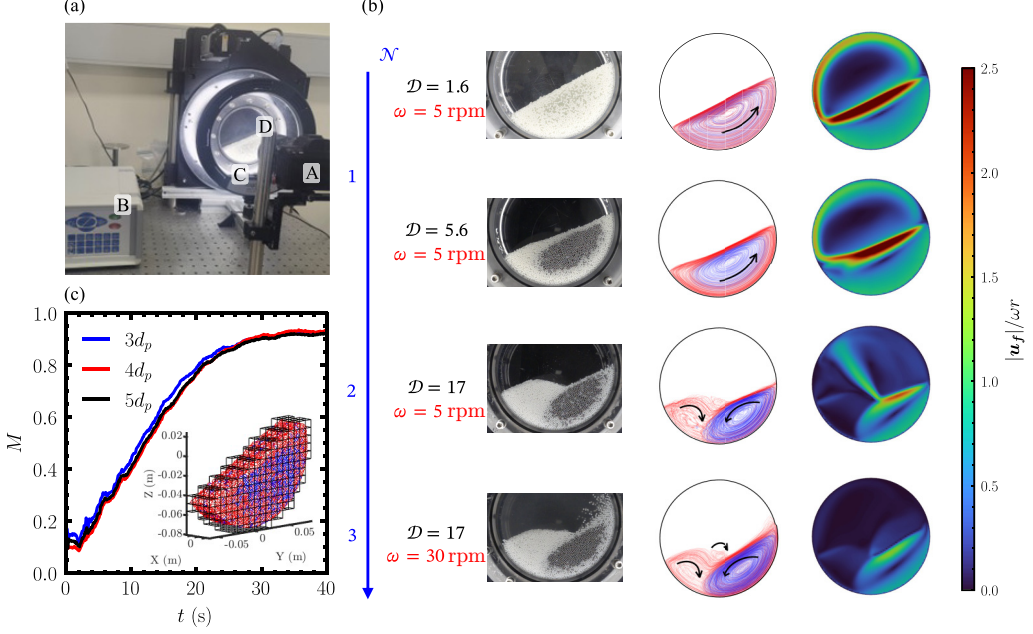 (a)
D
C
A
B
(b)
𝒩
1
2
3
𝒟 = 1.6
ω = 5 rpm
𝒟 = 5.6
ω = 5 rpm
𝒟 = 17
ω = 5 rpm
𝒟 = 17
ω = 30 rpm
2.5
2.0
1.5
1.0
0.5
0.0
|u_f|/ωr
(c)
1.0
0.8
0.6
0.4
0.2
0.0
M
3d_p
4d_p
5d_p
0.02
0
-0.02
-0.04
-0.06
-0.08
Z (m)
0
X (m)
-0.05
0
0.05
Y (m)
0
10
20
30
40
t (s)